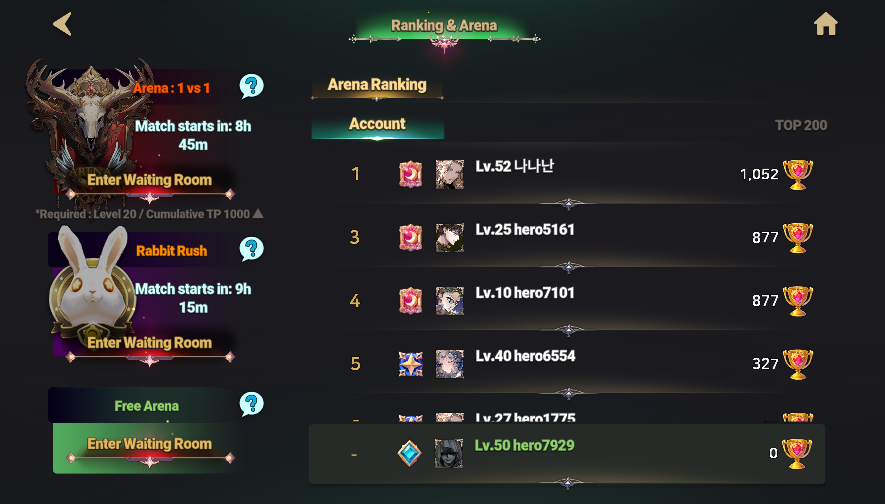 Ranking & Arena
Arena : 1 vs 1
?
Match starts in: 8h
45m
Enter Waiting Room
*Required : Level 20 / Cumulative TP 1000 ▲
Rabbit Rush
?
Match starts in: 9h
15m
Enter Waiting Room
Free Arena
?
Enter Waiting Room
Arena Ranking
Account
TOP 200
1 Lv.52 나나난 1,052
3 Lv.25 hero5161 877
4 Lv.10 hero7101 877
5 Lv.40 hero6554 327
Lv.27 hero1775
- Lv.50 hero7929 0